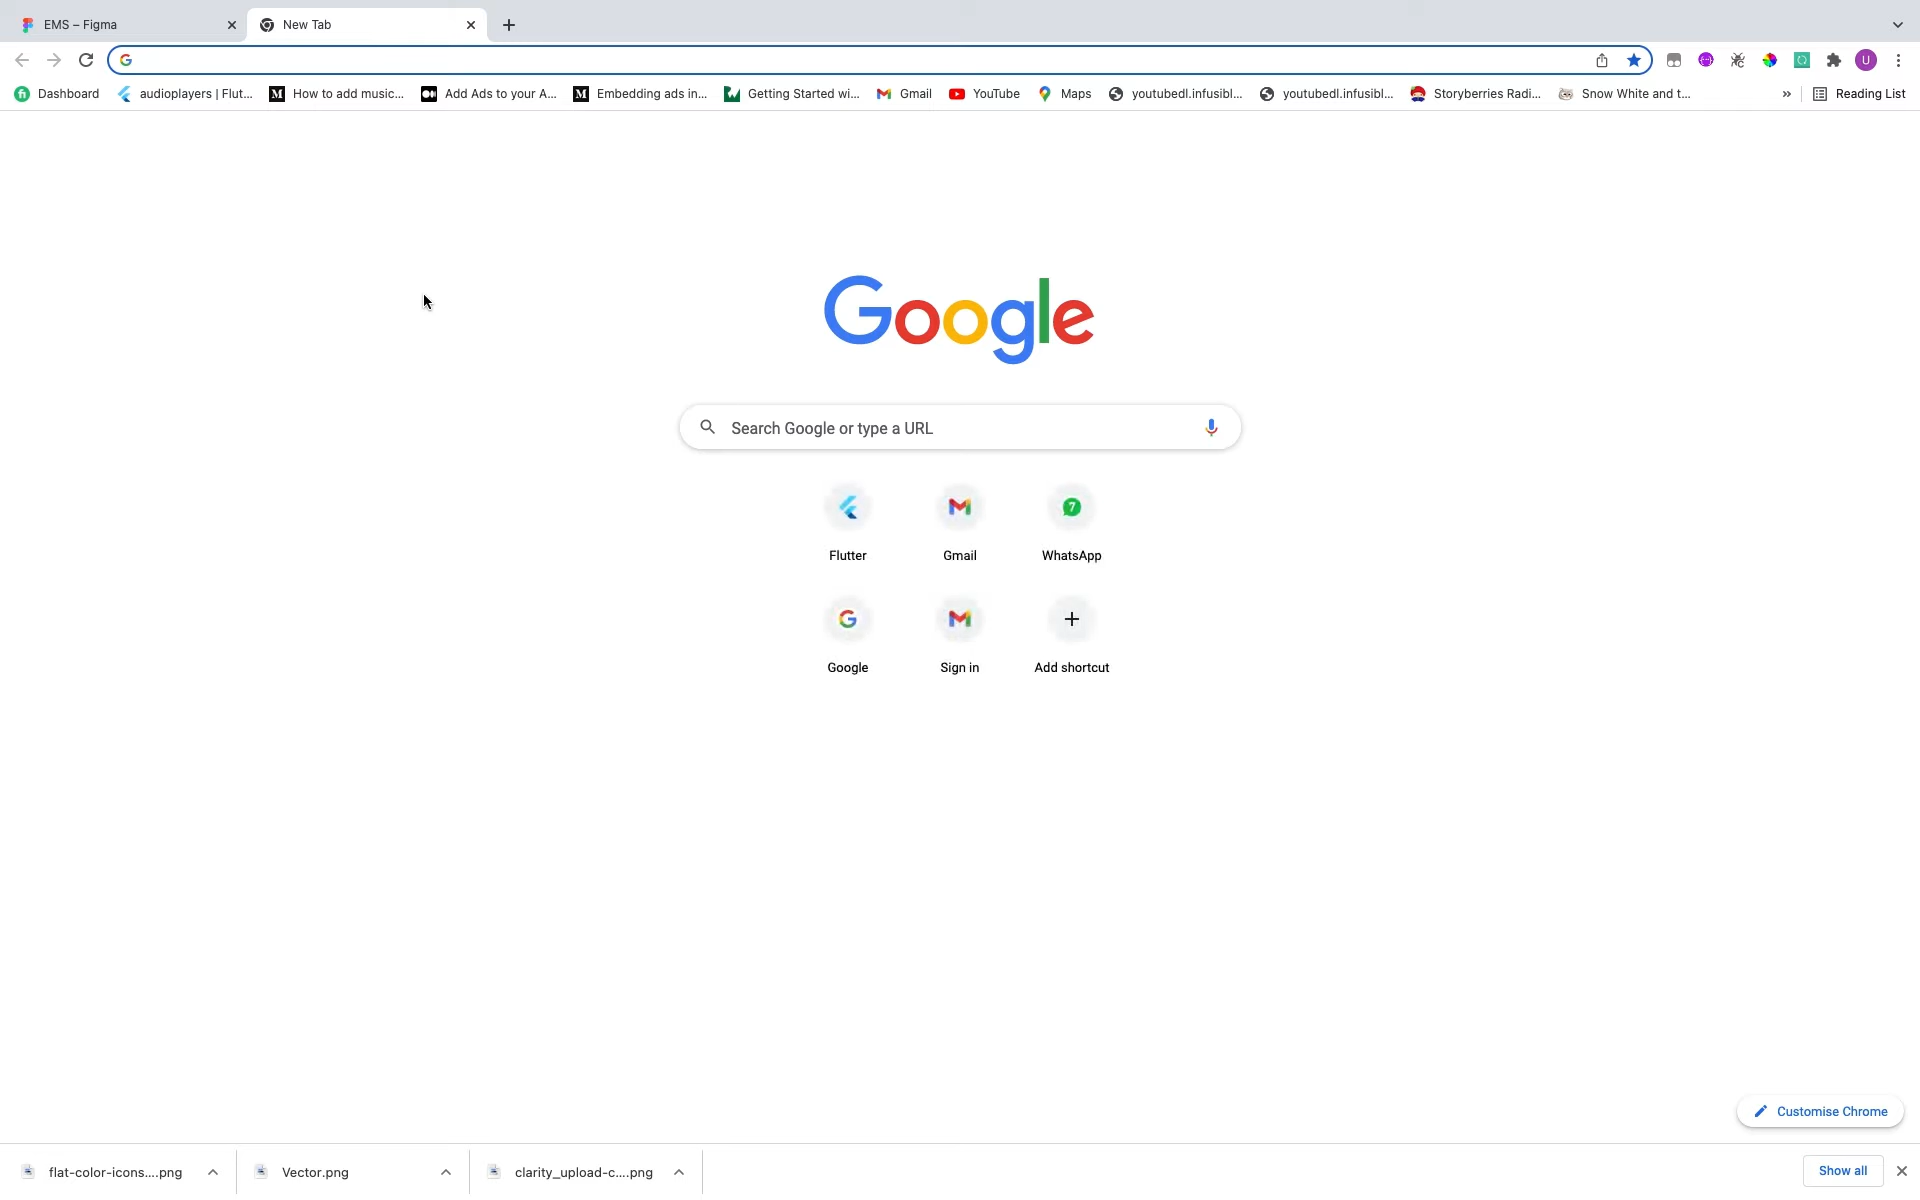 EMS – Figma
New Tab
Dashboard audioplayers | Flut... How to add music... Add Ads to your A... Embedding ads in... Getting Started wi... Gmail YouTube Maps youtubedl.infusibl... youtubedl.infusibl... Storyberries Radi... Snow White and t... » Reading List
U
Google
Search Google or type a URL
Flutter Gmail WhatsApp
Google Sign in Add shortcut
Customise Chrome
flat-color-icons....png Vector.png clarity_upload-c....png Show all